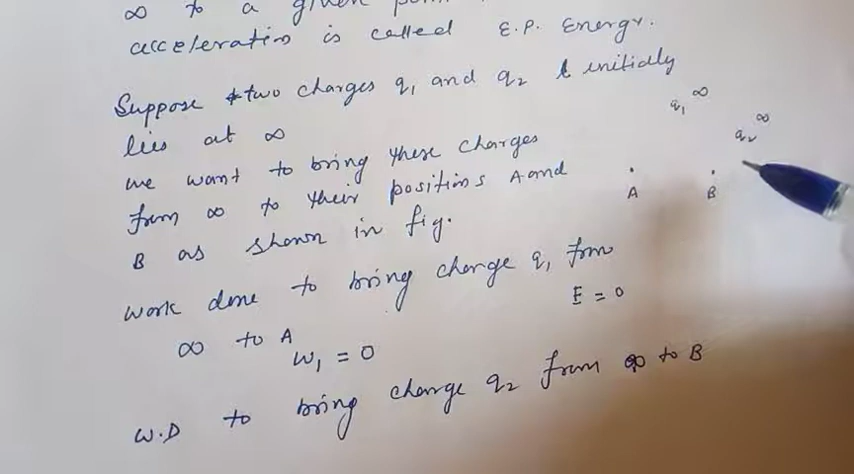 ∞ to a given point
acceleration is called E.P. Energy.
Suppose two charges q₁ and q₂ initially
lies at ∞
we want to bring these charges
from ∞ to their positions A and
B as shown in fig.
q₁ ∞
q₂ ∞
A B
work done to bring charge q₁ from
∞ to A
E = 0
W₁ = 0
W.D to bring charge q₂ from ∞ to B